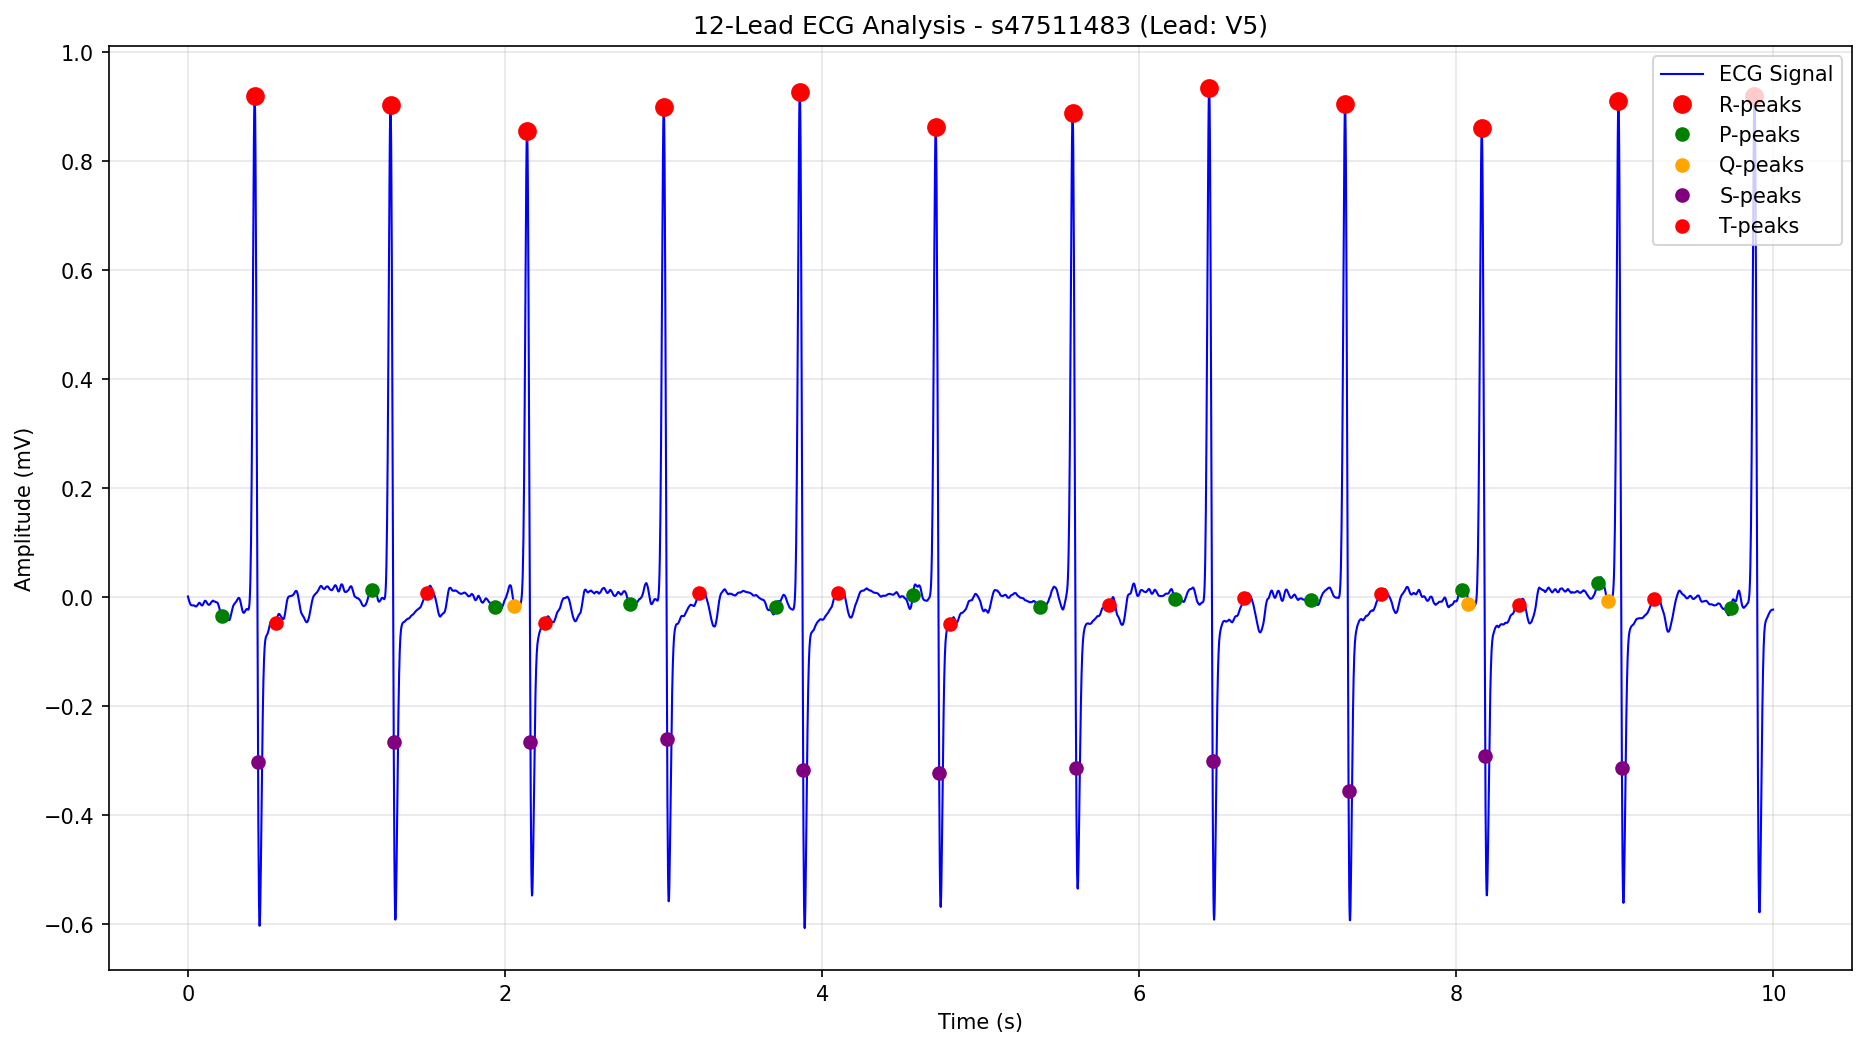 12-Lead ECG Analysis - s47511483 (Lead: V5)
1.0
0.8
0.6
0.4
0.2
0.0
−0.2
−0.4
−0.6
Amplitude (mV)
ECG Signal
R-peaks
P-peaks
Q-peaks
S-peaks
T-peaks
0 2 4 6 8 10
Time (s)